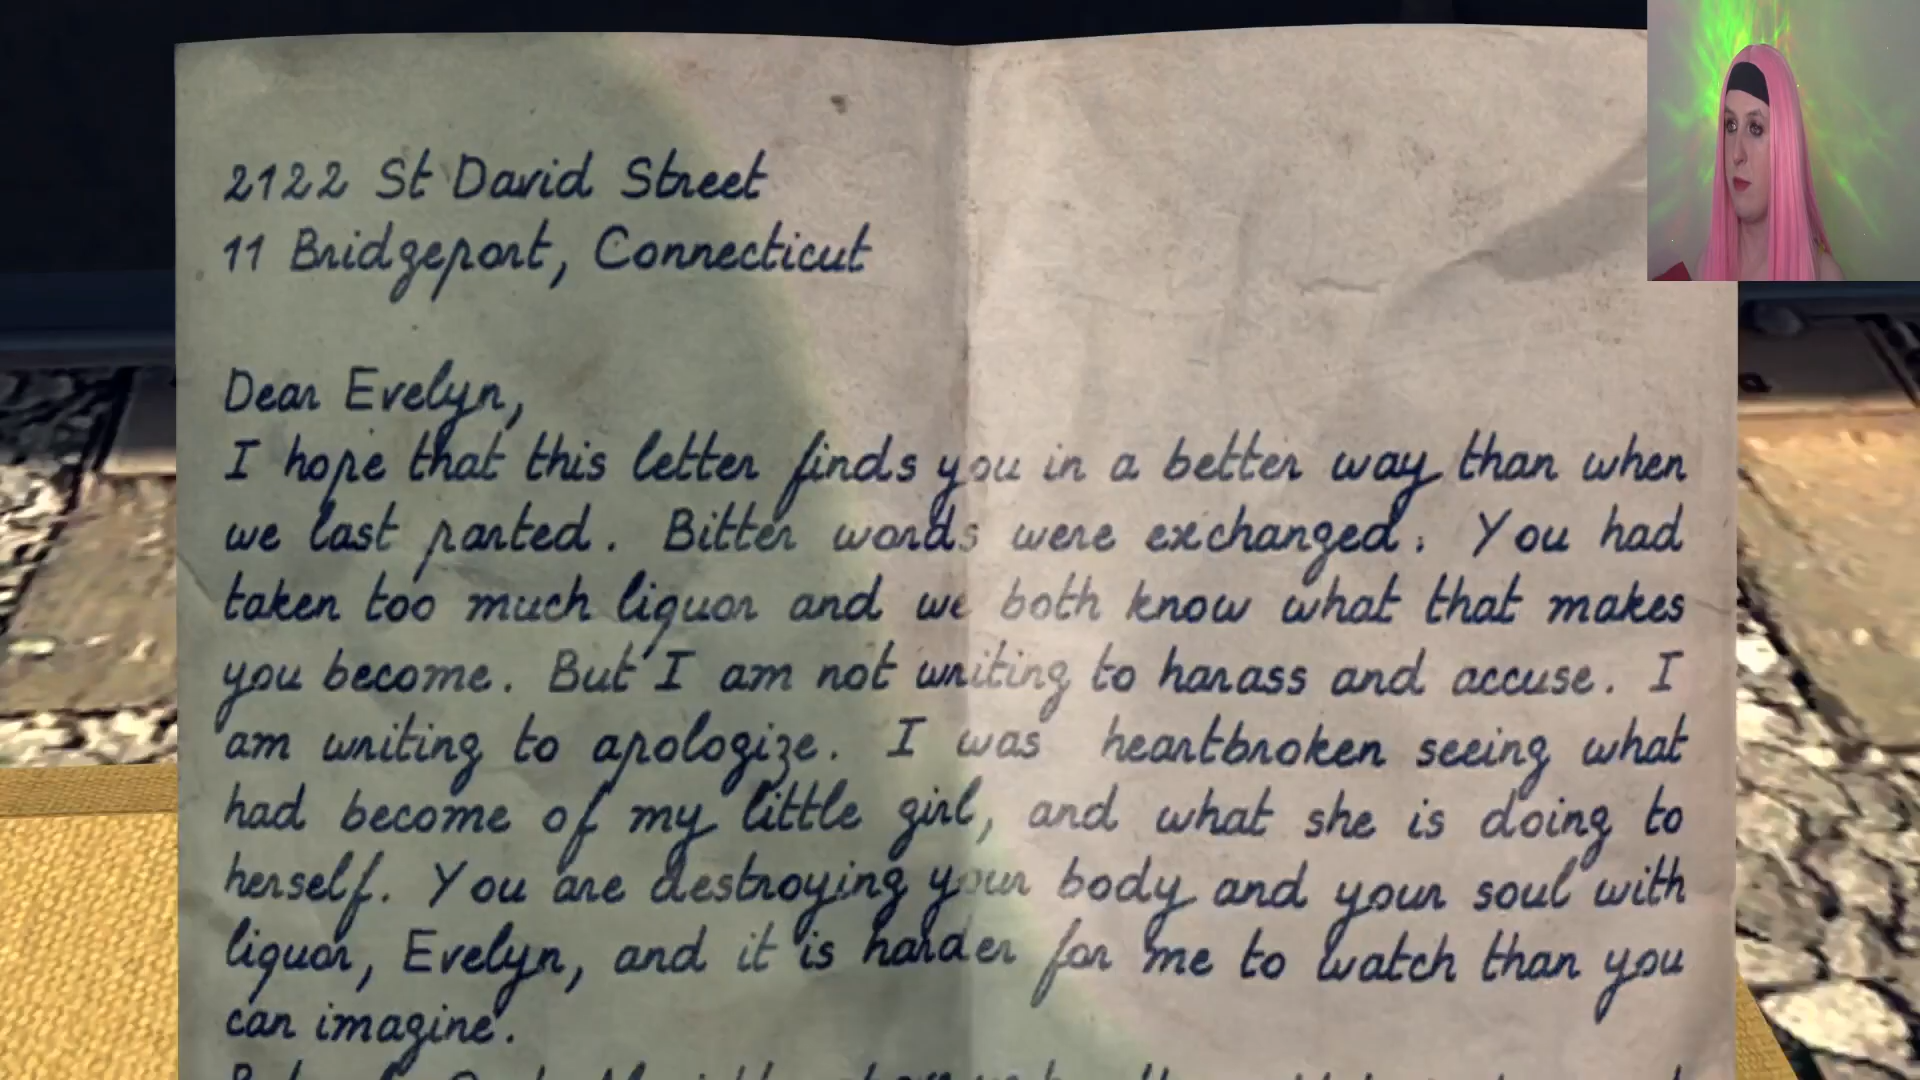 2122 St David Street
11 Bridgeport, Connecticut
Dear Evelyn,
I hope that this letter finds you in a better way than when
we last parted. Bitter words were exchanged. You had
taken too much liquor and we both know what that makes
you become. But I am not writing to harass and accuse. I
am writing to apologize. I was heartbroken seeing what
had become of my little girl, and what she is doing to
herself. You are destroying your body and your soul with
liquor, Evelyn, and it is harder for me to watch than you
can imagine.